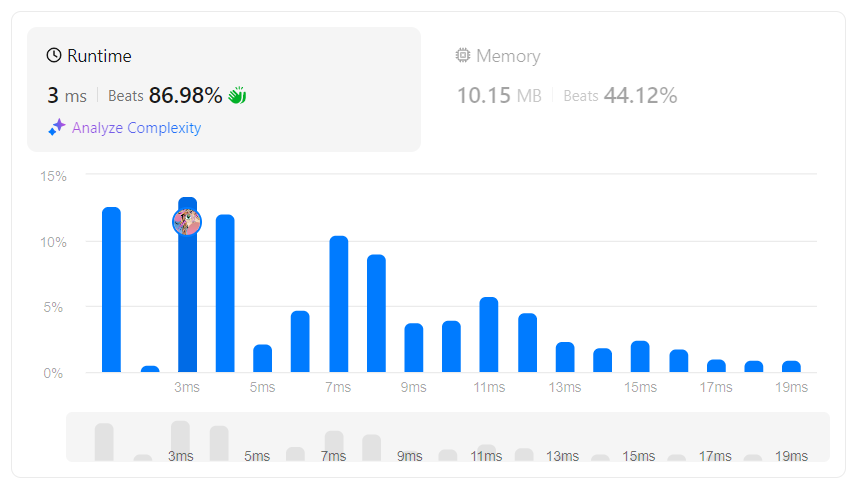 Runtime
Memory
3 ms Beats 86.98%
10.15 MB Beats 44.12%
Analyze Complexity
15%
10%
5%
0%
3ms 5ms 7ms 9ms 11ms 13ms 15ms 17ms 19ms
3ms 5ms 7ms 9ms 11ms 13ms 15ms 17ms 19ms